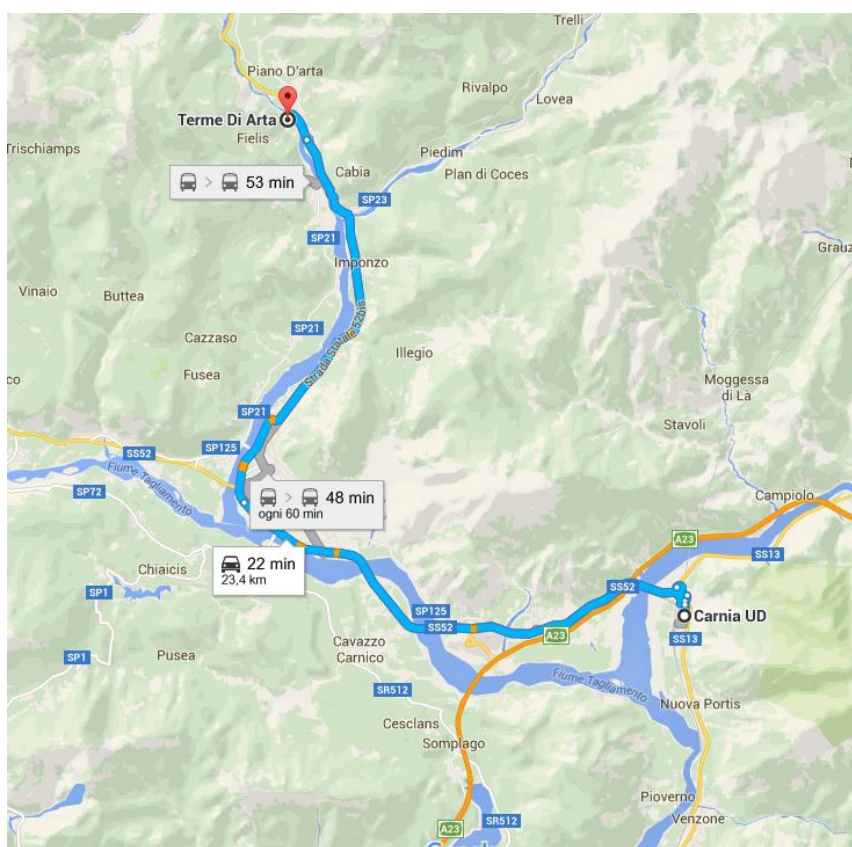 Trelli
Piano D'arta
Rivalpo
Lovea
Terme Di Arta
Fielis
Trischiamps
Piedim
Cabia
Plan di Coces
53 min
SP23
SP21
Grauz
Imponzo
Vinaio
Buttea
SP21
Strada Statale 52bis
Cazzaso
Illegio
co
Fusea
Moggessa
di Là
SP21
Stavoli
SP125
SS52
Fiume Tagliamento
SP72
48 min
ogni 60 min
Campiolo
A23
SS13
22 min
23,4 km
Chiaicis
SP1
SS52
SP125
Carnia UD
SS52
A23
SS13
Cavazzo
Carnico
SP1
Pusea
Fiume Tagliamento
SR512
Nuova Portis
Cesclans
Somplago
Pioverno
SR512
Venzone
A23